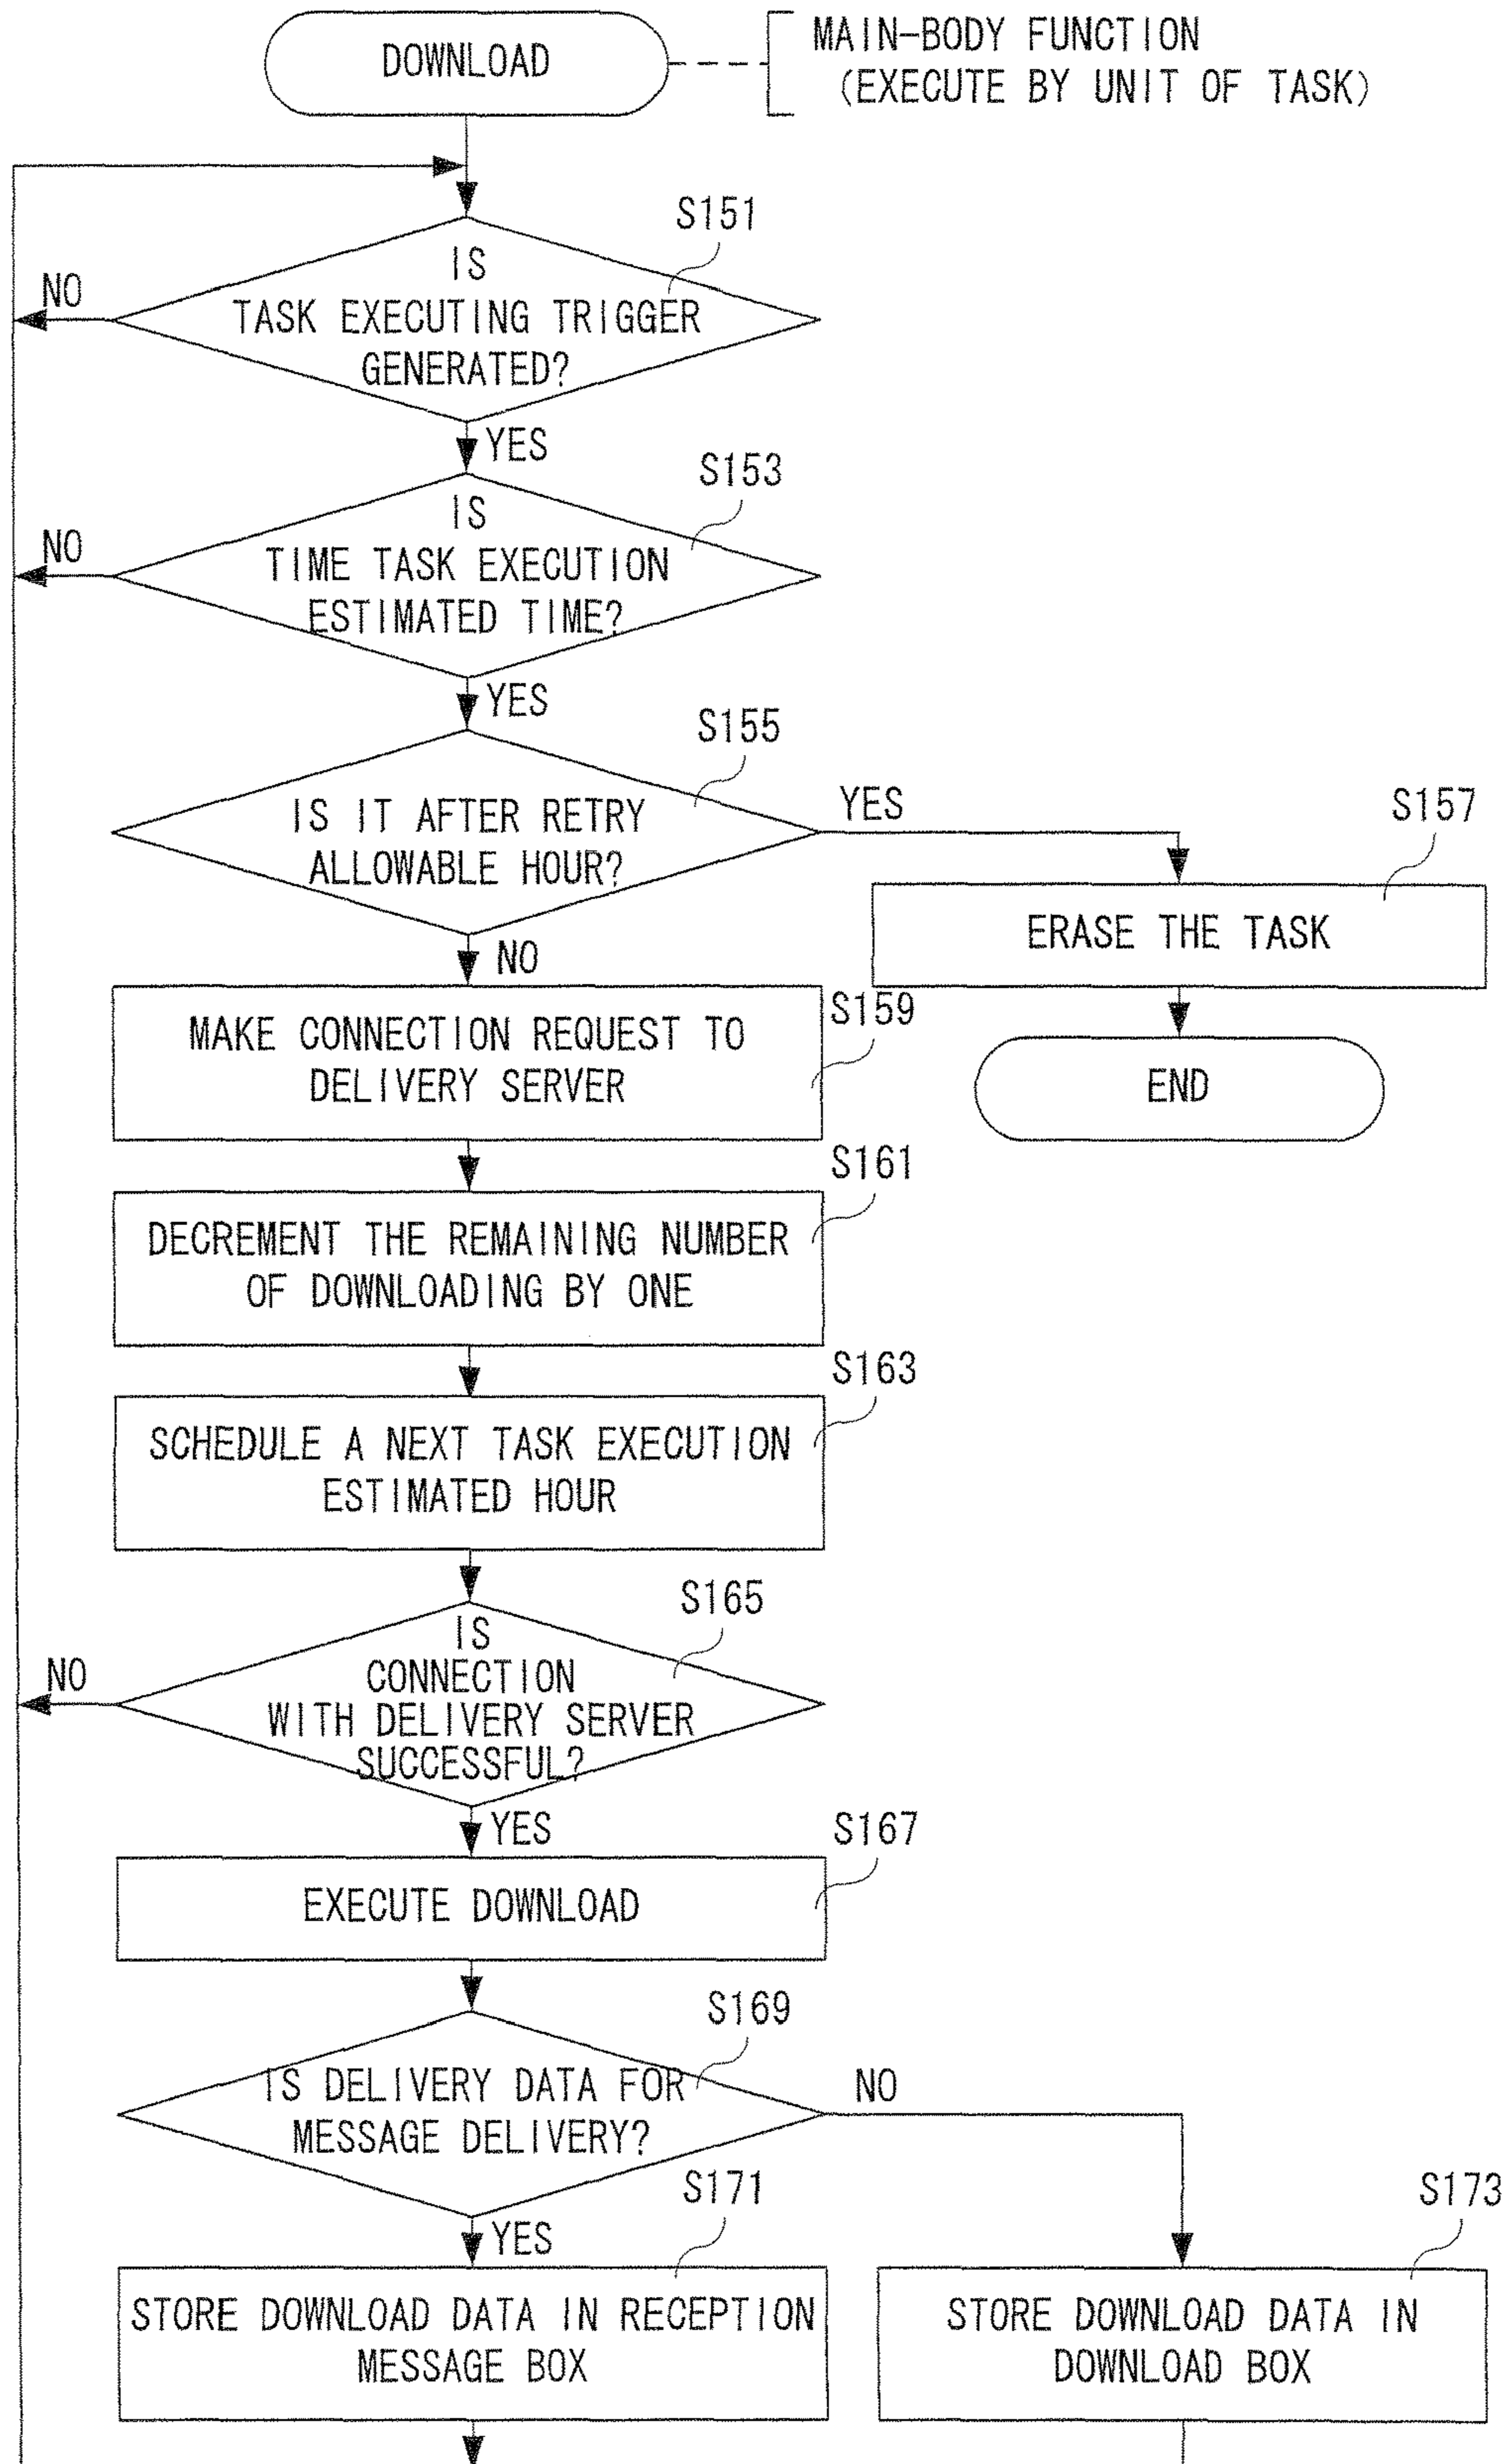 DOWNLOAD
MAIN-BODY FUNCTION
(EXECUTE BY UNIT OF TASK)
S151
IS
TASK EXECUTING TRIGGER
GENERATED?
NO
YES
S153
IS
TIME TASK EXECUTION
ESTIMATED TIME?
NO
YES
S155
IS IT AFTER RETRY
ALLOWABLE HOUR?
YES
S157
ERASE THE TASK
NO
END
S159
MAKE CONNECTION REQUEST TO
DELIVERY SERVER
S161
DECREMENT THE REMAINING NUMBER
OF DOWNLOADING BY ONE
S163
SCHEDULE A NEXT TASK EXECUTION
ESTIMATED HOUR
S165
IS
CONNECTION
WITH DELIVERY SERVER
SUCCESSFUL?
NO
YES
S167
EXECUTE DOWNLOAD
S169
IS DELIVERY DATA FOR
MESSAGE DELIVERY?
NO
YES
S171
STORE DOWNLOAD DATA IN RECEPTION
MESSAGE BOX
S173
STORE DOWNLOAD DATA IN
DOWNLOAD BOX